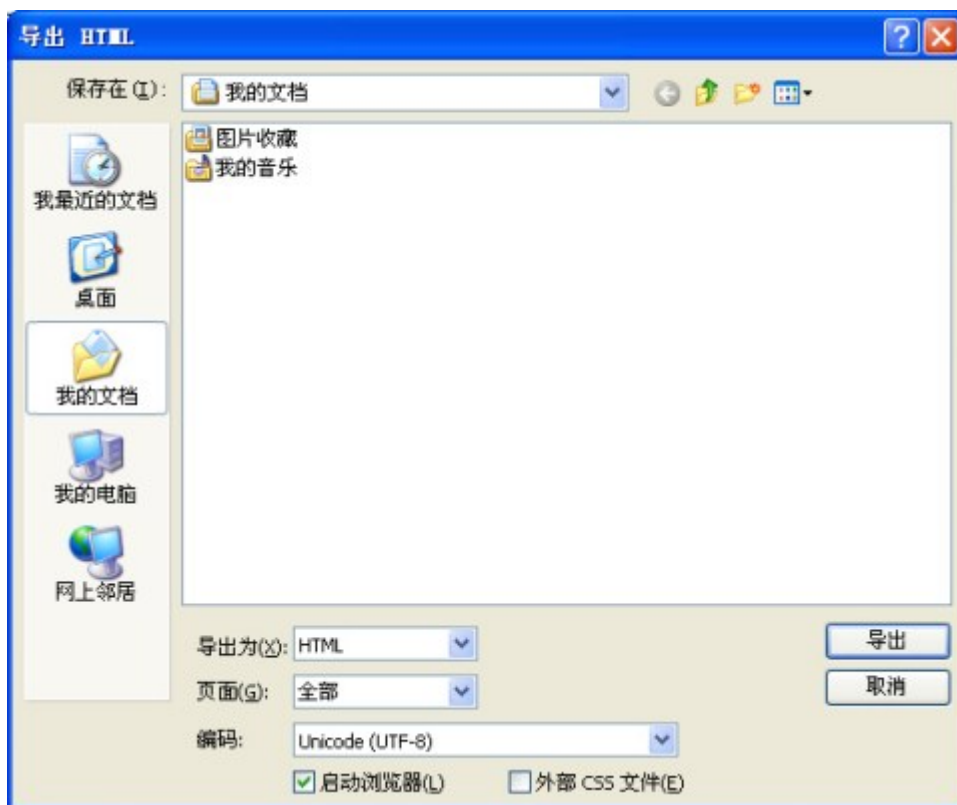 导出 HTML
保存在(I):
我的文档
图片收藏
我的音乐
我最近的文档
桌面
我的文档
我的电脑
网上邻居
导出为(X): HTML
导出
页面(G): 全部
取消
编码: Unicode (UTF-8)
启动浏览器(L) 外部 CSS 文件(E)